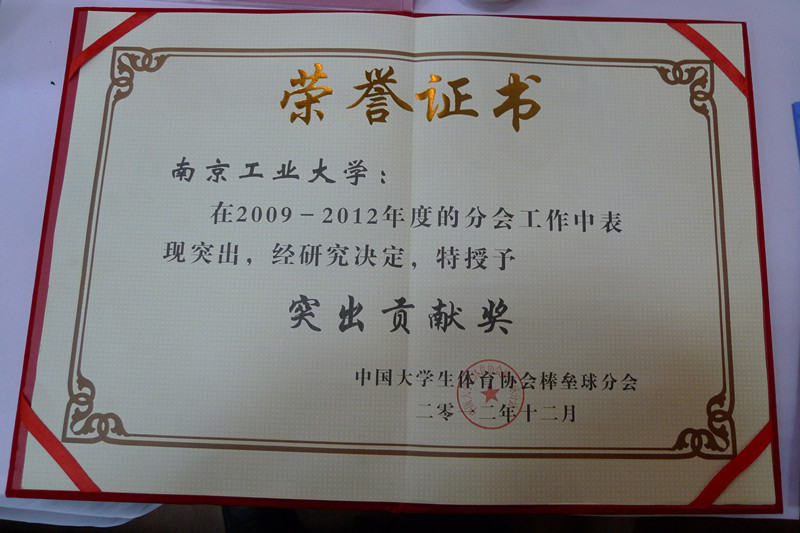 荣誉证书
南京工业大学：
在2009－2012年度的分会工作中表
现突出，经研究决定，特授予
突出贡献奖
中国大学生体育协会棒垒球分会
二零一二年十二月